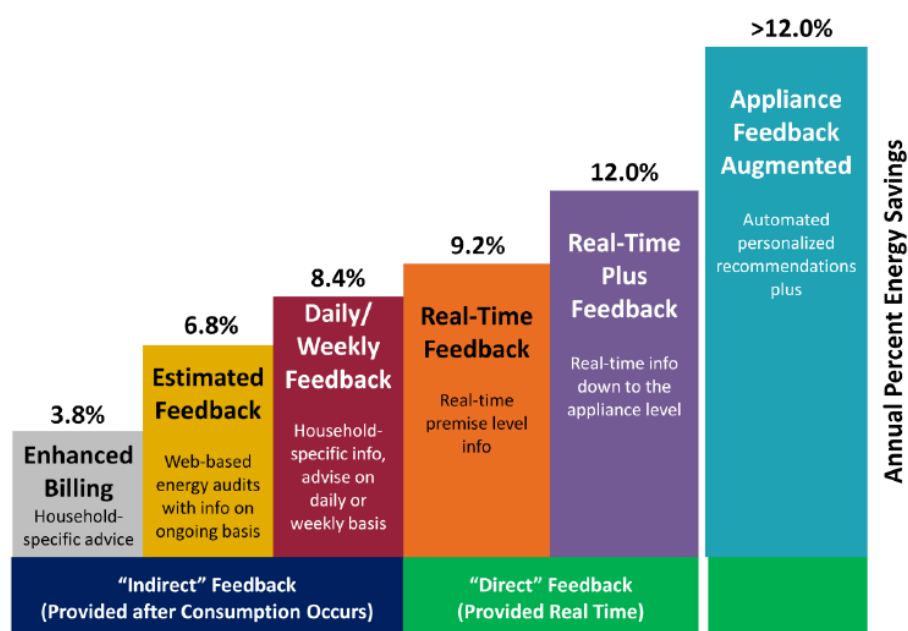 3.8%
Enhanced
Billing
Household-
specific advice
6.8%
Estimated
Feedback
Web-based
energy audits
with info on
ongoing basis
8.4%
Daily/
Weekly
Feedback
Household-
specific info,
advise on
daily or
weekly basis
9.2%
Real-Time
Feedback
Real-time
premise level
info
12.0%
Real-Time
Plus
Feedback
Real-time info
down to the
appliance level
>12.0%
Appliance
Feedback
Augmented
Automated
personalized
recommendations
plus
Annual Percent Energy Savings
“Indirect” Feedback
(Provided after Consumption Occurs)
“Direct” Feedback
(Provided Real Time)